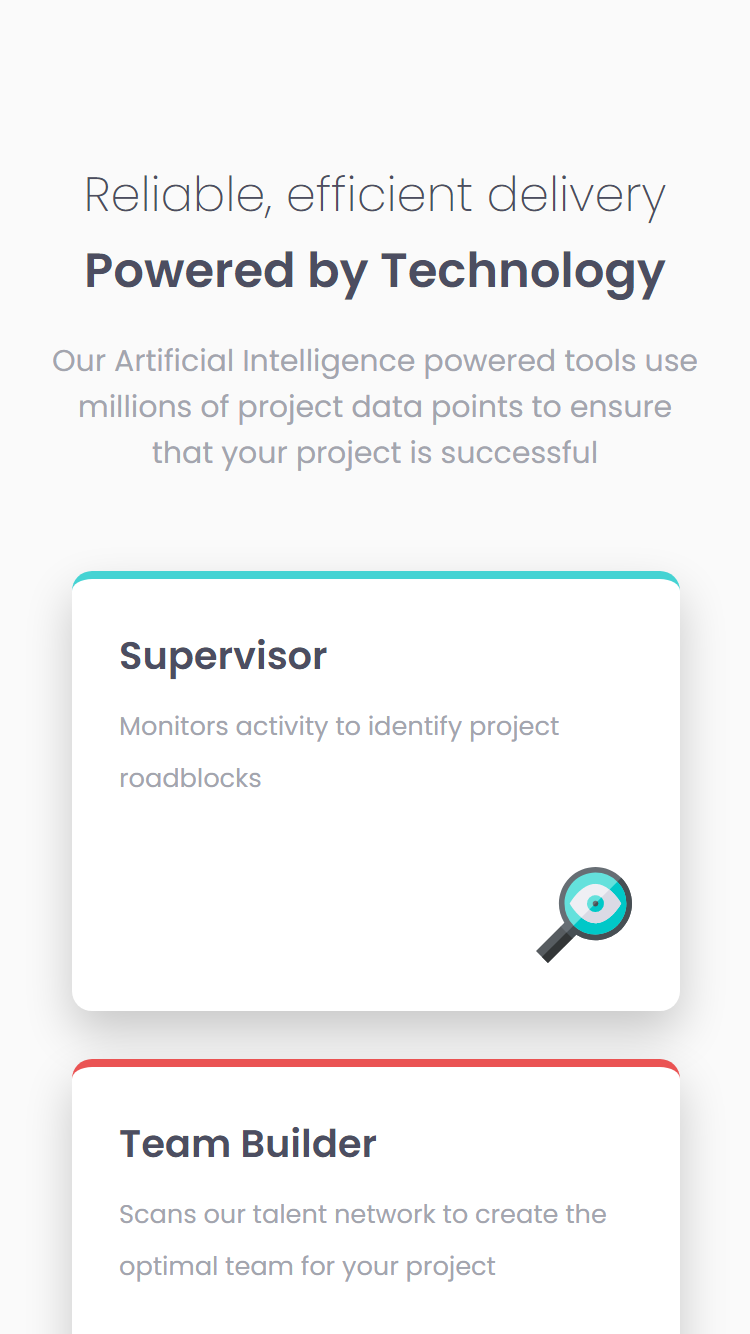 Reliable, efficient delivery
Powered by Technology
Our Artificial Intelligence powered tools use
millions of project data points to ensure
that your project is successful
Supervisor
Monitors activity to identify project
roadblocks
Team Builder
Scans our talent network to create the
optimal team for your project